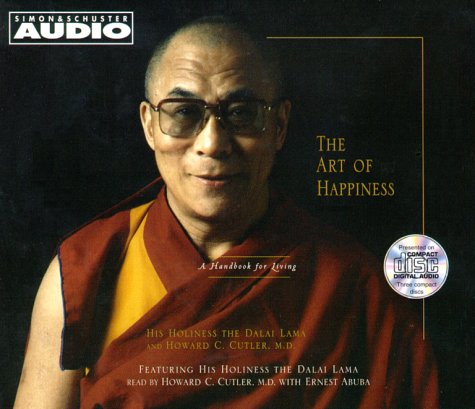 SIMON & SCHUSTER
AUDIO
THE
ART OF
HAPPINESS
A Handbook for Living
Presented on
COMPACT
disc
DIGITAL AUDIO
Three compact
discs
HIS HOLINESS THE DALAI LAMA
AND HOWARD C. CUTLER, M.D.
FEATURING HIS HOLINESS THE DALAI LAMA
READ BY HOWARD C. CUTLER, M.D. WITH ERNEST ABUBA